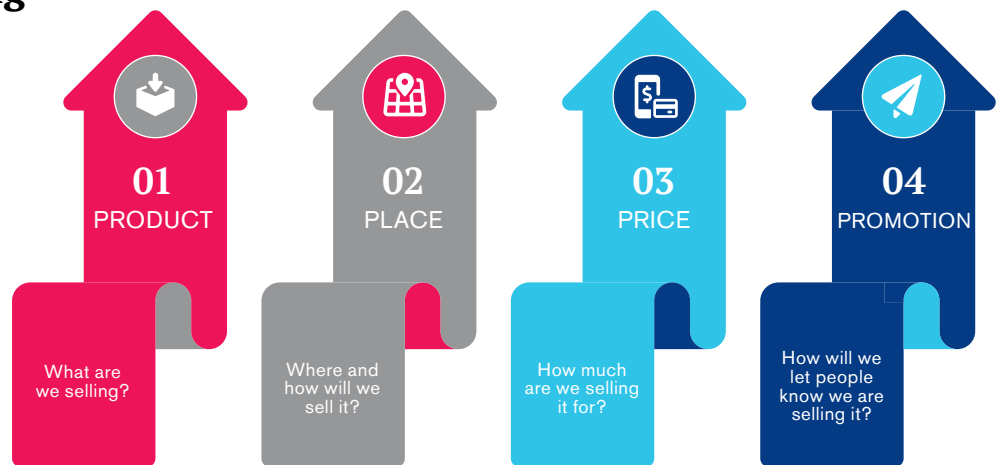 01
PRODUCT
What are
we selling?
02
PLACE
Where and
how will we
sell it?
03
PRICE
How much
are we selling
it for?
04
PROMOTION
How will we
let people
know we are
selling it?